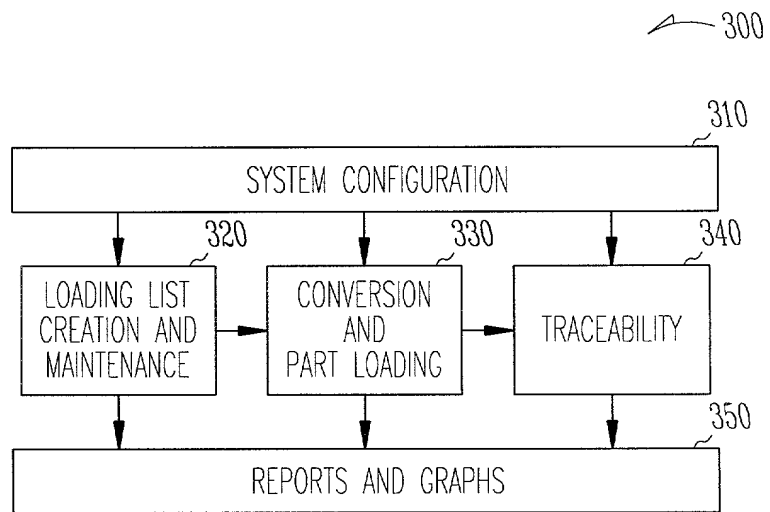 300
310
SYSTEM CONFIGURATION
320
330
340
LOADING LIST
CREATION AND
MAINTENANCE
CONVERSION
AND
PART LOADING
TRACEABILITY
350
REPORTS AND GRAPHS